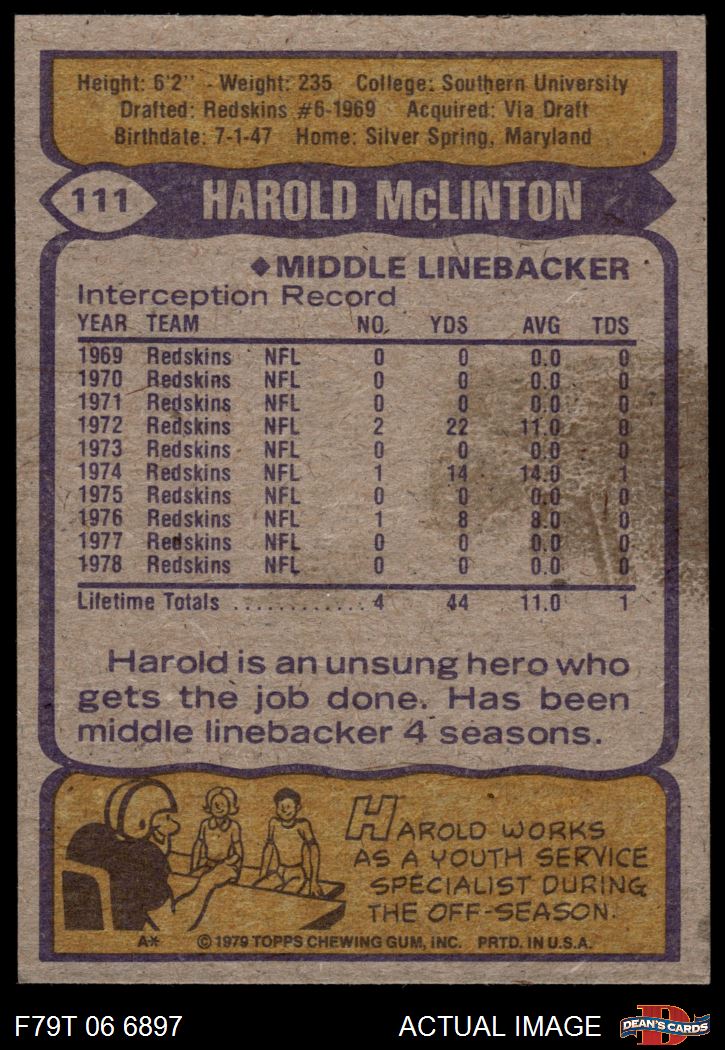 Height: 6'2" - Weight: 235 College: Southern University
Drafted: Redskins #6-1969 Acquired: Via Draft
Birthdate: 7-1-47 Home: Silver Spring, Maryland
111 HAROLD McLINTON
◆MIDDLE LINEBACKER
Interception Record
YEAR TEAM NO. YDS AVG TDS
1969 Redskins NFL 0 0 0.0 0
1970 Redskins NFL 0 0 0.0 0
1971 Redskins NFL 0 0 0.0 0
1972 Redskins NFL 2 22 11.0 0
1973 Redskins NFL 0 0 0.0 0
1974 Redskins NFL 1 14 14.0 1
1975 Redskins NFL 0 0 0.0 0
1976 Redskins NFL 1 8 8.0 0
1977 Redskins NFL 0 0 0.0 0
1978 Redskins NFL 0 0 0.0 0
Lifetime Totals ............ 4 44 11.0 1
Harold is an unsung hero who
gets the job done. Has been
middle linebacker 4 seasons.
HAROLD WORKS
AS A YOUTH SERVICE
SPECIALIST DURING
THE OFF-SEASON.
A* © 1979 TOPPS CHEWING GUM, INC. PRTD. IN U.S.A.
F79T 06 6897 ACTUAL IMAGE D DEAN'S CARDS